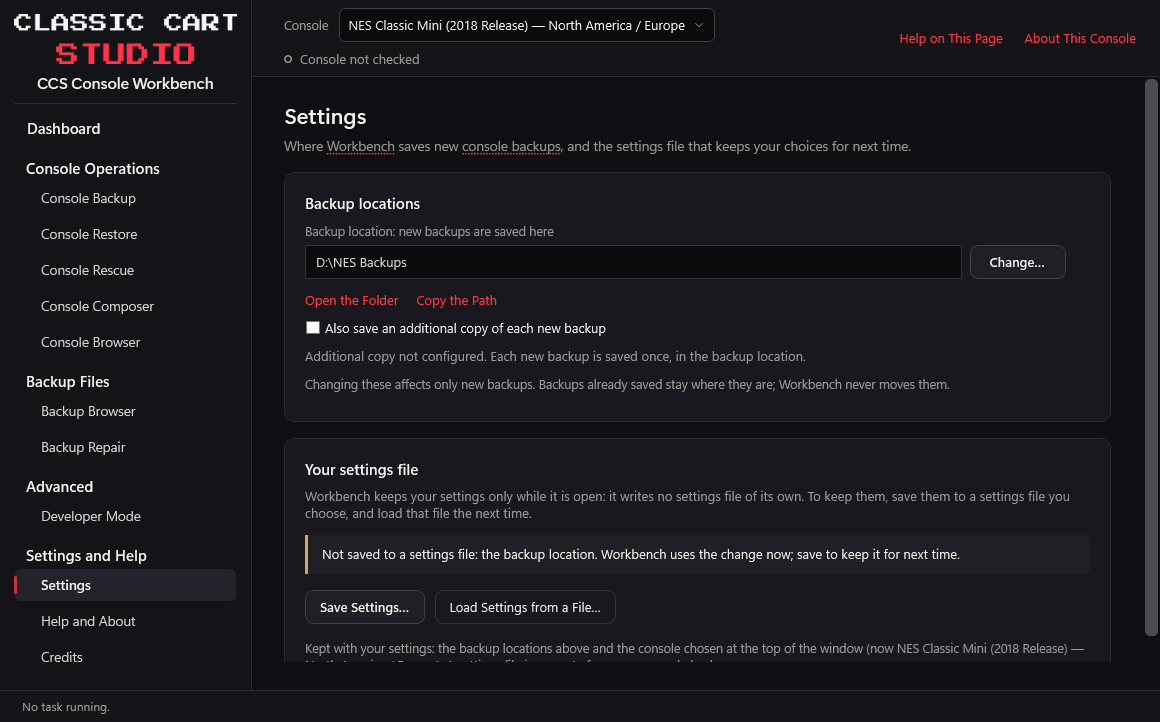 CLASSIC CART
STUDIO
CCS Console Workbench
Dashboard
Console Operations
Console Backup
Console Restore
Console Rescue
Console Composer
Console Browser
Backup Files
Backup Browser
Backup Repair
Advanced
Developer Mode
Settings and Help
Settings
Help and About
Credits
Console
NES Classic Mini (2018 Release) — North America / Europe
Console not checked
Help on This Page
About This Console
Settings
Where Workbench saves new console backups, and the settings file that keeps your choices for next time.
Backup locations
Backup location: new backups are saved here
D:\NES Backups
Change...
Open the Folder
Copy the Path
Also save an additional copy of each new backup
Additional copy not configured. Each new backup is saved once, in the backup location.
Changing these affects only new backups. Backups already saved stay where they are; Workbench never moves them.
Your settings file
Workbench keeps your settings only while it is open: it writes no settings file of its own. To keep them, save them to a settings file you
choose, and load that file the next time.
Not saved to a settings file: the backup location. Workbench uses the change now; save to keep it for next time.
Save Settings...
Load Settings from a File...
Kept with your settings: the backup locations above and the console chosen at the top of the window (now NES Classic Mini (2018 Release) —
No task running.